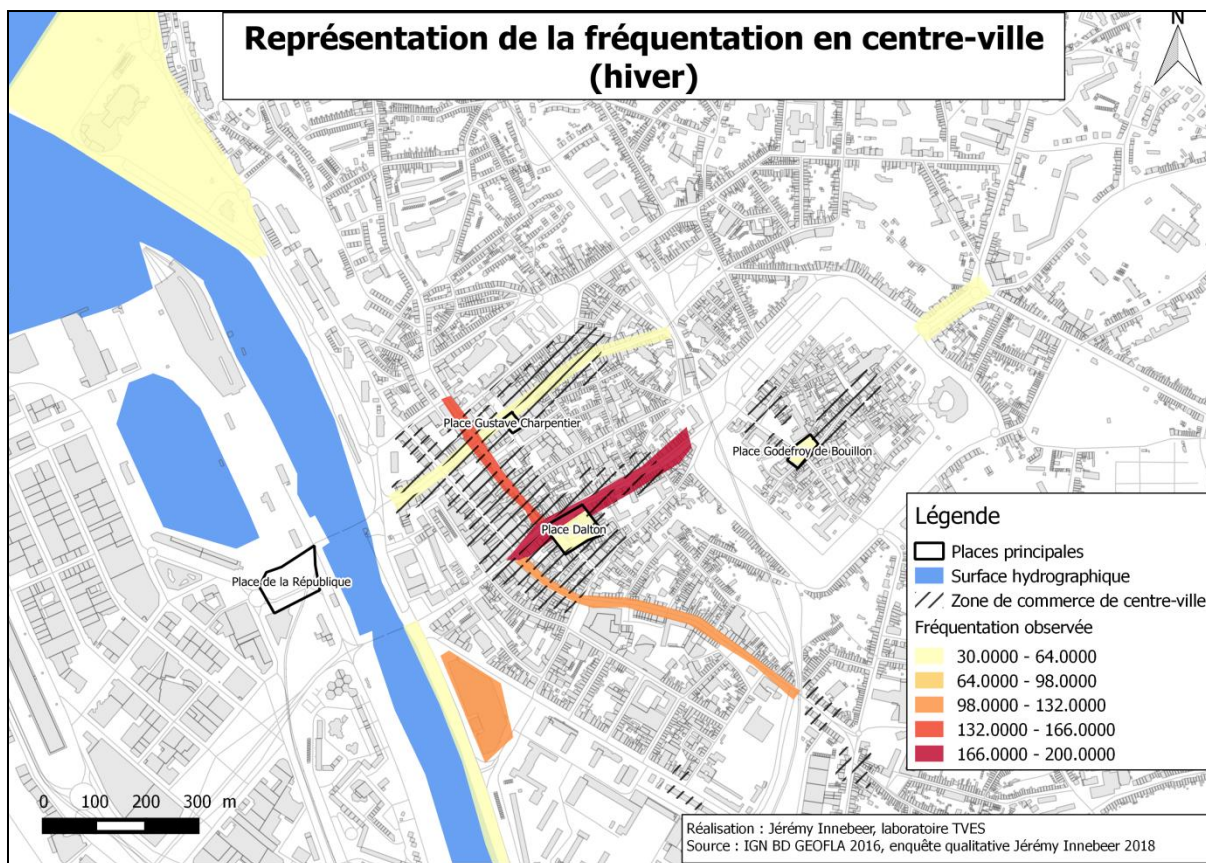 Représentation de la fréquentation en centre-ville
(hiver)
N
Place Gustave Charpentier
Place Godefroy de Bouillon
Place Dalton
Place de la République
Légende
Places principales
Surface hydrographique
Zone de commerce de centre-ville
Fréquentation observée
30.0000 - 64.0000
64.0000 - 98.0000
98.0000 - 132.0000
132.0000 - 166.0000
166.0000 - 200.0000
0 100 200 300 m
Réalisation : Jérémy Innebeer, laboratoire TVES
Source : IGN BD GEOFLA 2016, enquête qualitative Jérémy Innebeer 2018